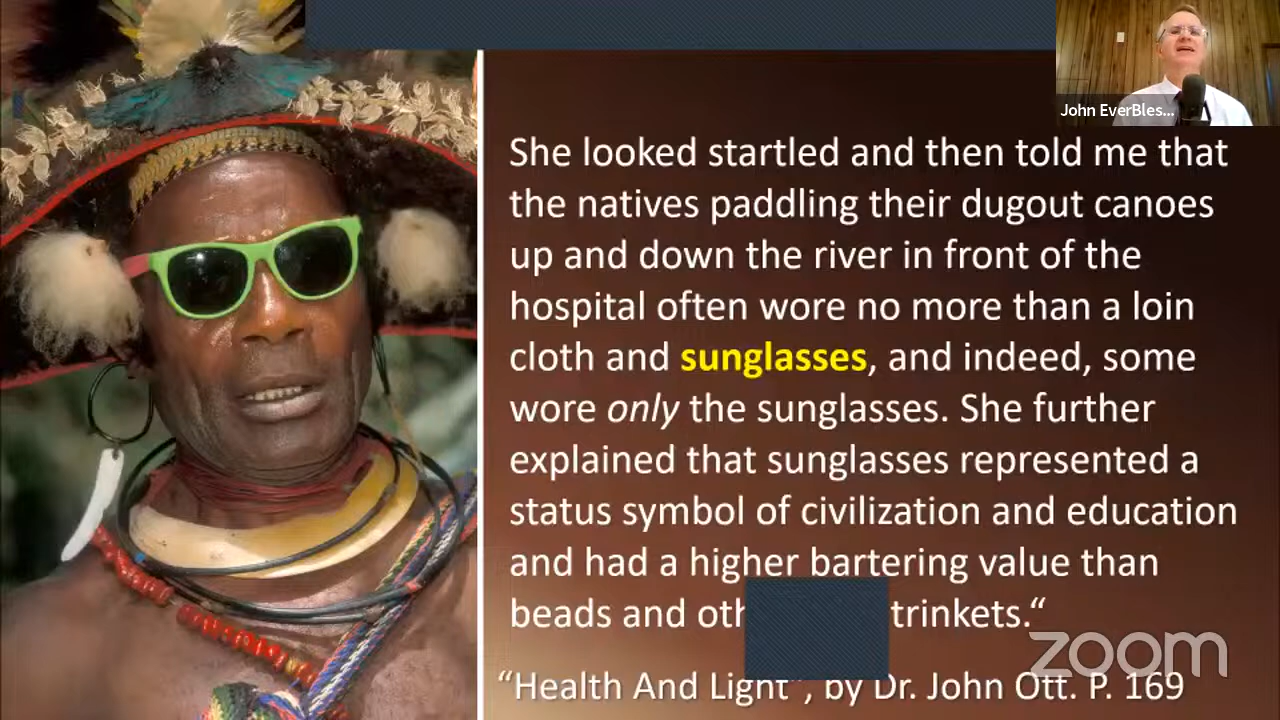 John EverBles...
She looked startled and then told me that
the natives paddling their dugout canoes
up and down the river in front of the
hospital often wore no more than a loin
cloth and sunglasses, and indeed, some
wore only the sunglasses. She further
explained that sunglasses represented a
status symbol of civilization and education
and had a higher bartering value than
beads and oth trinkets.“
zoom
“Health And Light”, by Dr. John Ott. P. 169